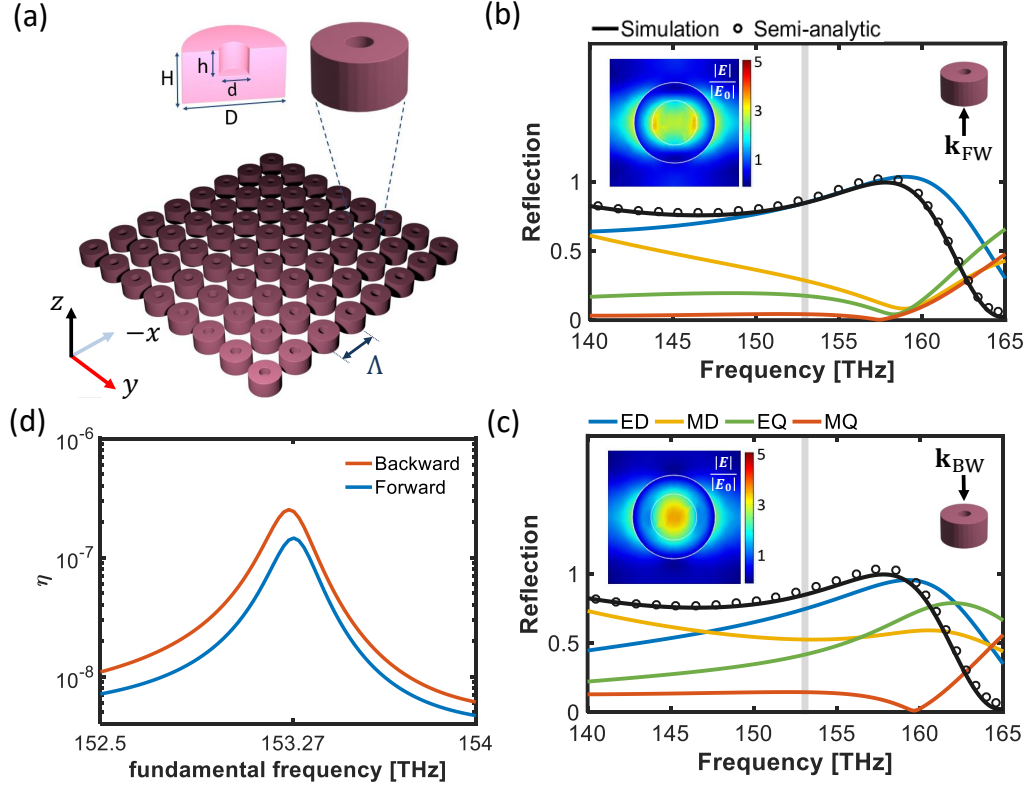 (a)
H
h
d
D
z
−x
y
Λ
(b)
Simulation
Semi-analytic
|E|
|E₀|
5
3
1
k_FW
Reflection
1
0.5
0
140
145
150
155
160
165
Frequency [THz]
(d)
10⁻⁶
10⁻⁷
10⁻⁸
η
Backward
Forward
152.5
153.27
154
fundamental frequency [THz]
(c)
ED
MD
EQ
MQ
|E|
|E₀|
5
3
1
k_BW
Reflection
1
0.5
0
140
145
150
155
160
165
Frequency [THz]